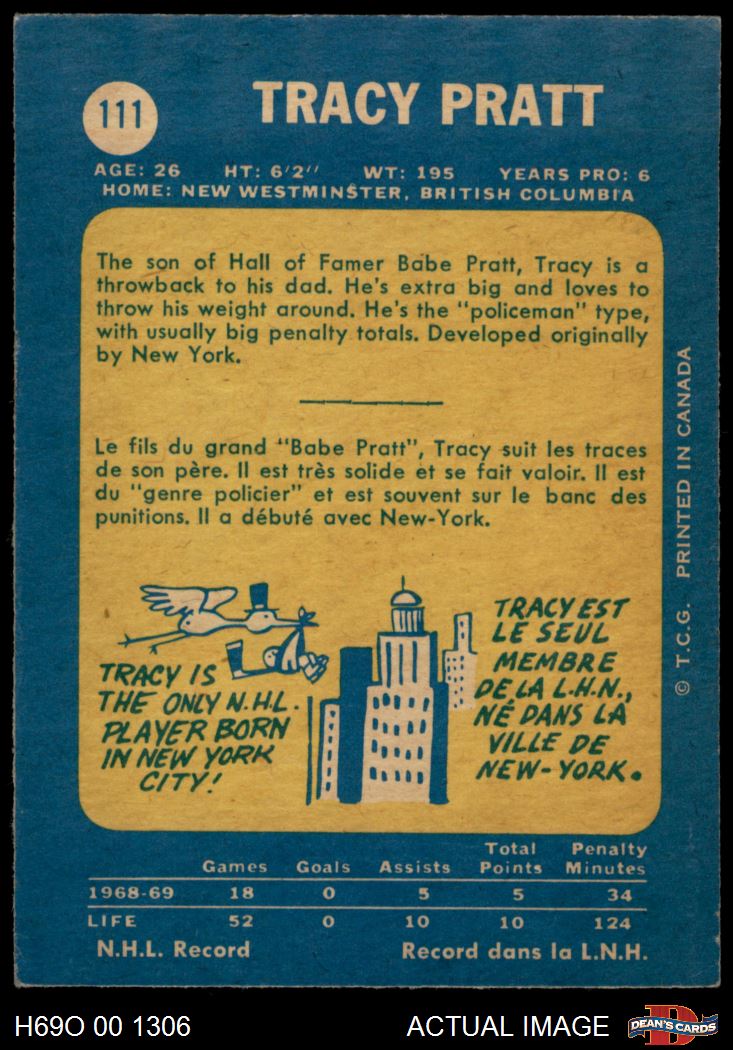 111
TRACY PRATT
AGE: 26 HT: 6'2'' WT: 195 YEARS PRO: 6
HOME: NEW WESTMINSTER, BRITISH COLUMBIA
The son of Hall of Famer Babe Pratt, Tracy is a
throwback to his dad. He's extra big and loves to
throw his weight around. He's the "policeman" type,
with usually big penalty totals. Developed originally
by New York.
Le fils du grand "Babe Pratt", Tracy suit les traces
de son père. Il est très solide et se fait valoir. Il est
du "genre policier" et est souvent sur le banc des
punitions. Il a débuté avec New-York.
TRACY IS
THE ONLY N.H.L.
PLAYER BORN
IN NEW YORK
CITY!
TRACY EST
LE SEUL
MEMBRE
DE LA L.H.N.,
NÉ DANS LA
VILLE DE
NEW-YORK.
© T.C.G. PRINTED IN CANADA
Games Goals Assists Total Points Penalty Minutes
1968-69 18 0 5 5 34
LIFE 52 0 10 10 124
N.H.L. Record Record dans la L.N.H.
H69O 00 1306 ACTUAL IMAGE
D
DEAN'S CARDS